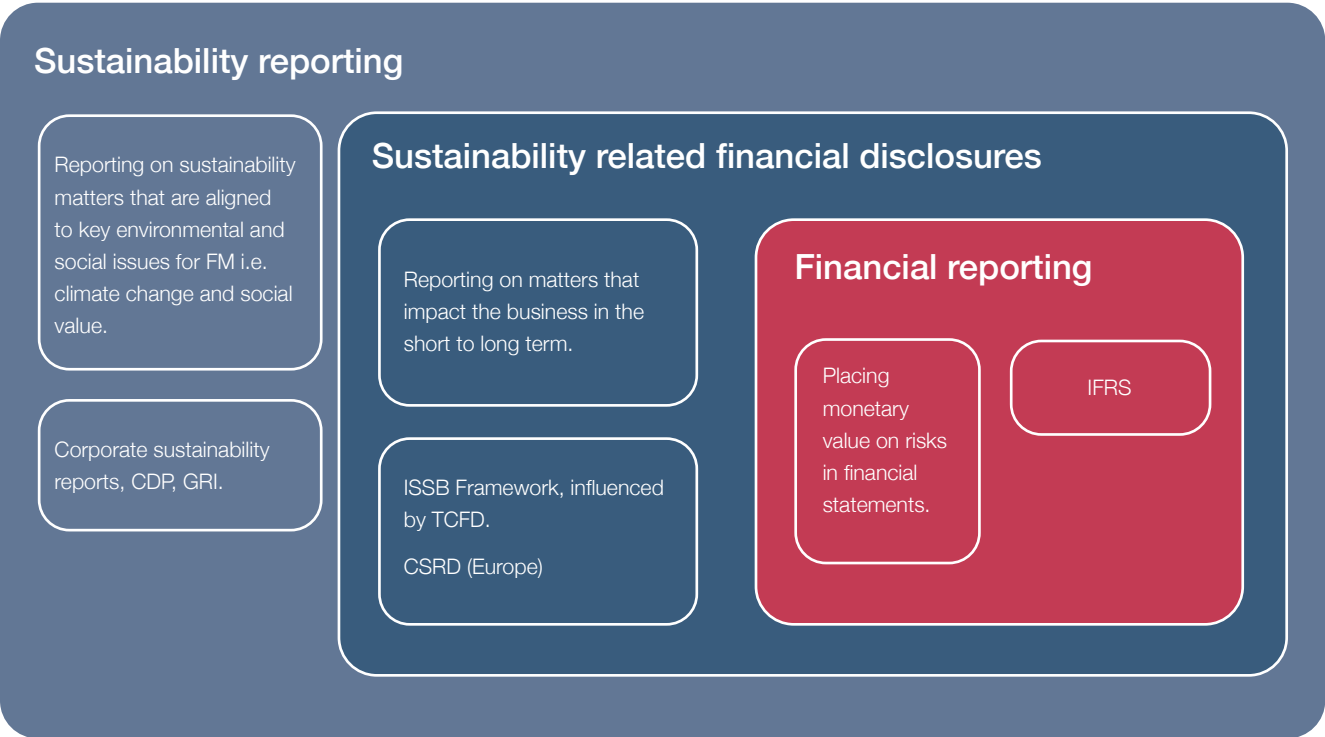 Sustainability reporting
Reporting on sustainability
matters that are aligned
to key environmental and
social issues for FM i.e.
climate change and social
value.
Corporate sustainability
reports, CDP, GRI.
Sustainability related financial disclosures
Reporting on matters that
impact the business in the
short to long term.
ISSB Framework, influenced
by TCFD.
CSRD (Europe)
Financial reporting
Placing
monetary
value on risks
in financial
statements.
IFRS